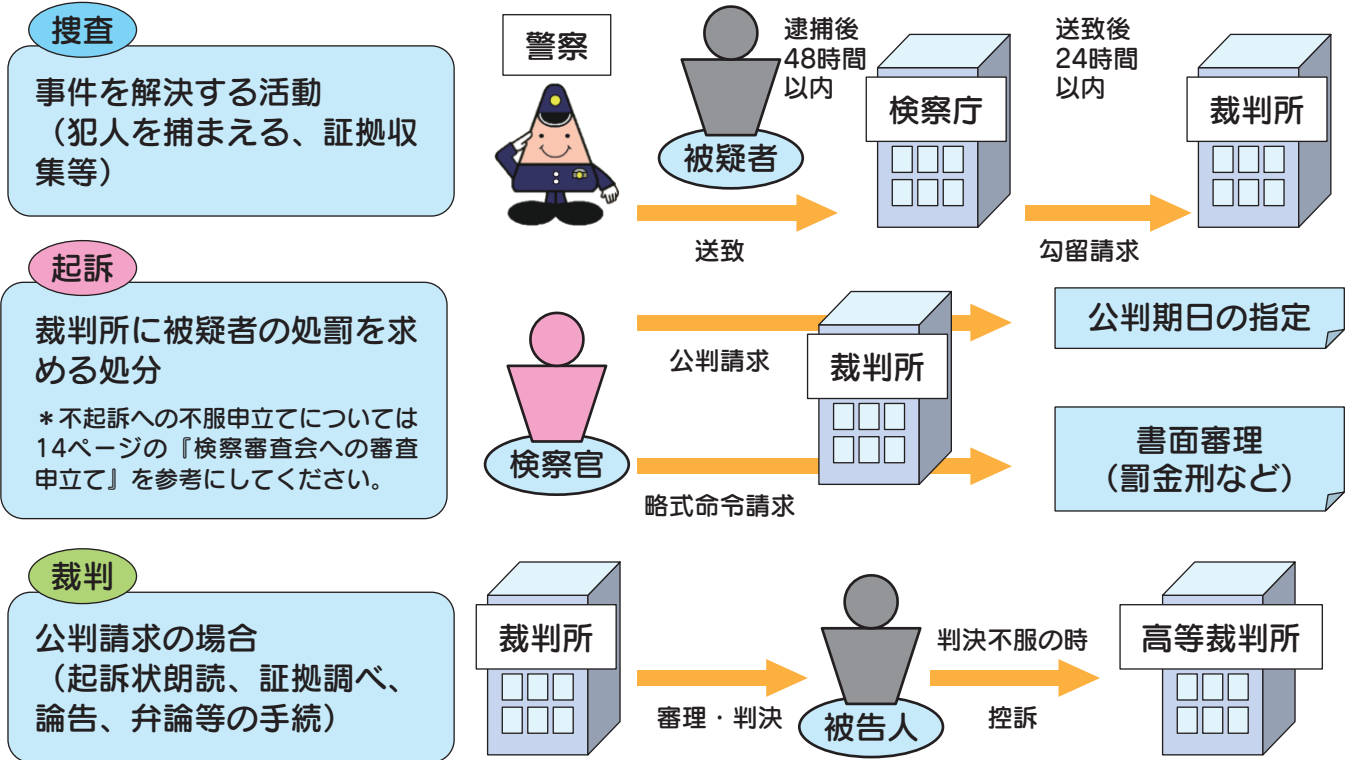 捜査
事件を解決する活動
（犯人を捕まえる、証拠収
集等）
警察
被疑者
逮捕後
48時間
以内
送致
検察庁
送致後
24時間
以内
勾留請求
裁判所
起訴
裁判所に被疑者の処罰を求
める処分
＊不起訴への不服申立てについては
14ページの『検察審査会への審査
申立て』を参考にしてください。
検察官
公判請求
略式命令請求
裁判所
公判期日の指定
書面審理
（罰金刑など）
裁判
公判請求の場合
（起訴状朗読、証拠調べ、
論告、弁論等の手続）
裁判所
審理・判決
被告人
判決不服の時
控訴
高等裁判所